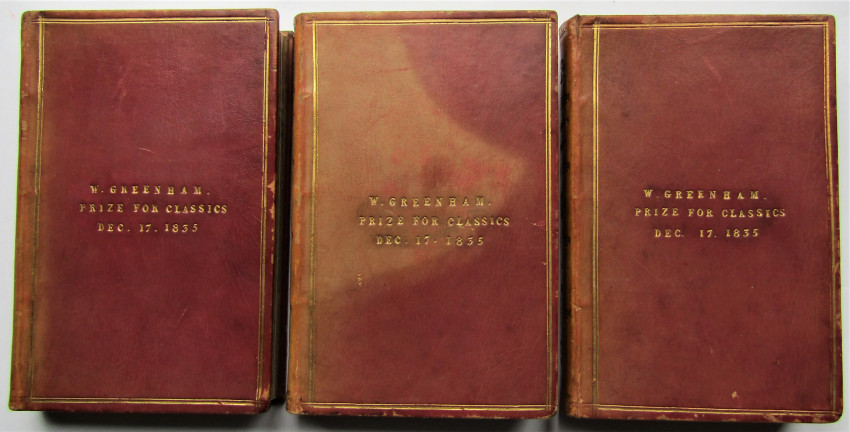 W. GREENHAM.
PRIZE FOR CLASSICS
DEC. 17. 1835
W. GREENHAM.
PRIZE FOR CLASSICS
DEC. 17. 1835
W. GREENHAM.
PRIZE FOR CLASSICS
DEC. 17. 1835